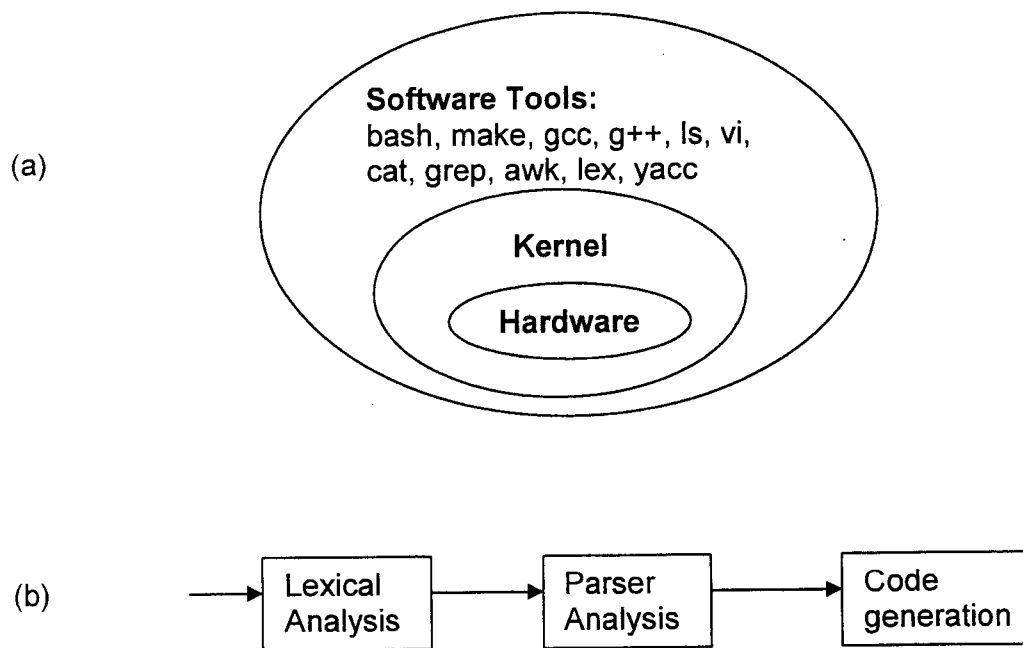 Software Tools:
bash, make, gcc, g++, ls, vi,
cat, grep, awk, lex, yacc
(a)
Kernel
Hardware
(b)
Lexical
Analysis
Parser
Analysis
Code
generation